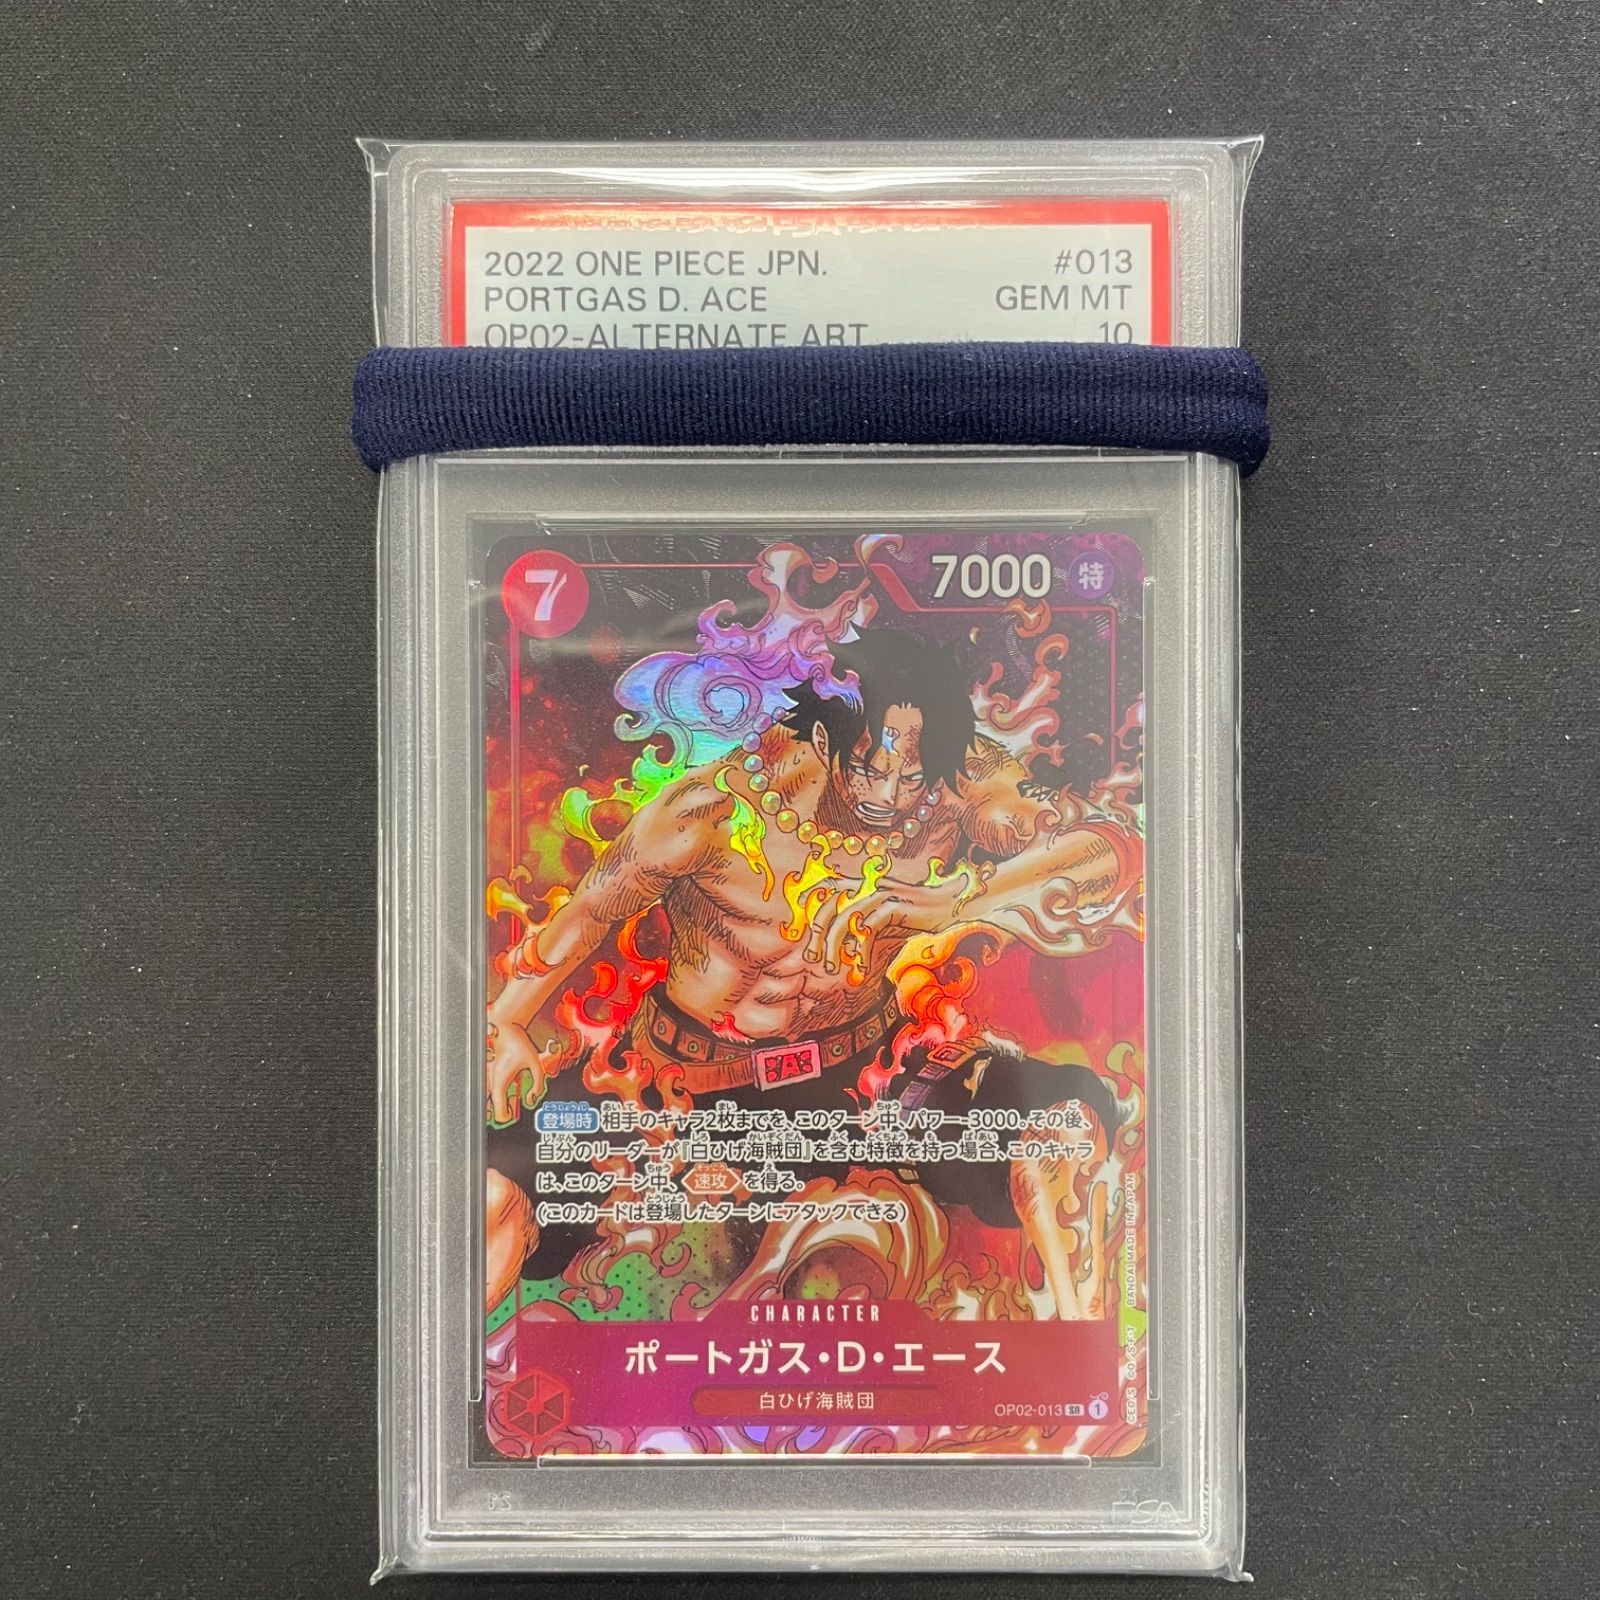 2022 ONE PIECE JPN. #013
PORTGAS D. ACE GEM MT
OP02-ALTERNATE ART 10
7 7000 特
登場時 相手のキャラ2枚までを、このターン中、パワー-3000。その後、
自分のリーダーが『白ひげ海賊団』を含む特徴を持つ場合、このキャラ
は、このターン中、速攻を得る。
(このカードは登場したターンにアタックできる)
CHARACTER
ポートガス・D・エース
白ひげ海賊団
OP02-013 SR 1
©EO/S ©O/S・F・T BANDAI MADE IN JAPAN
A
PSA